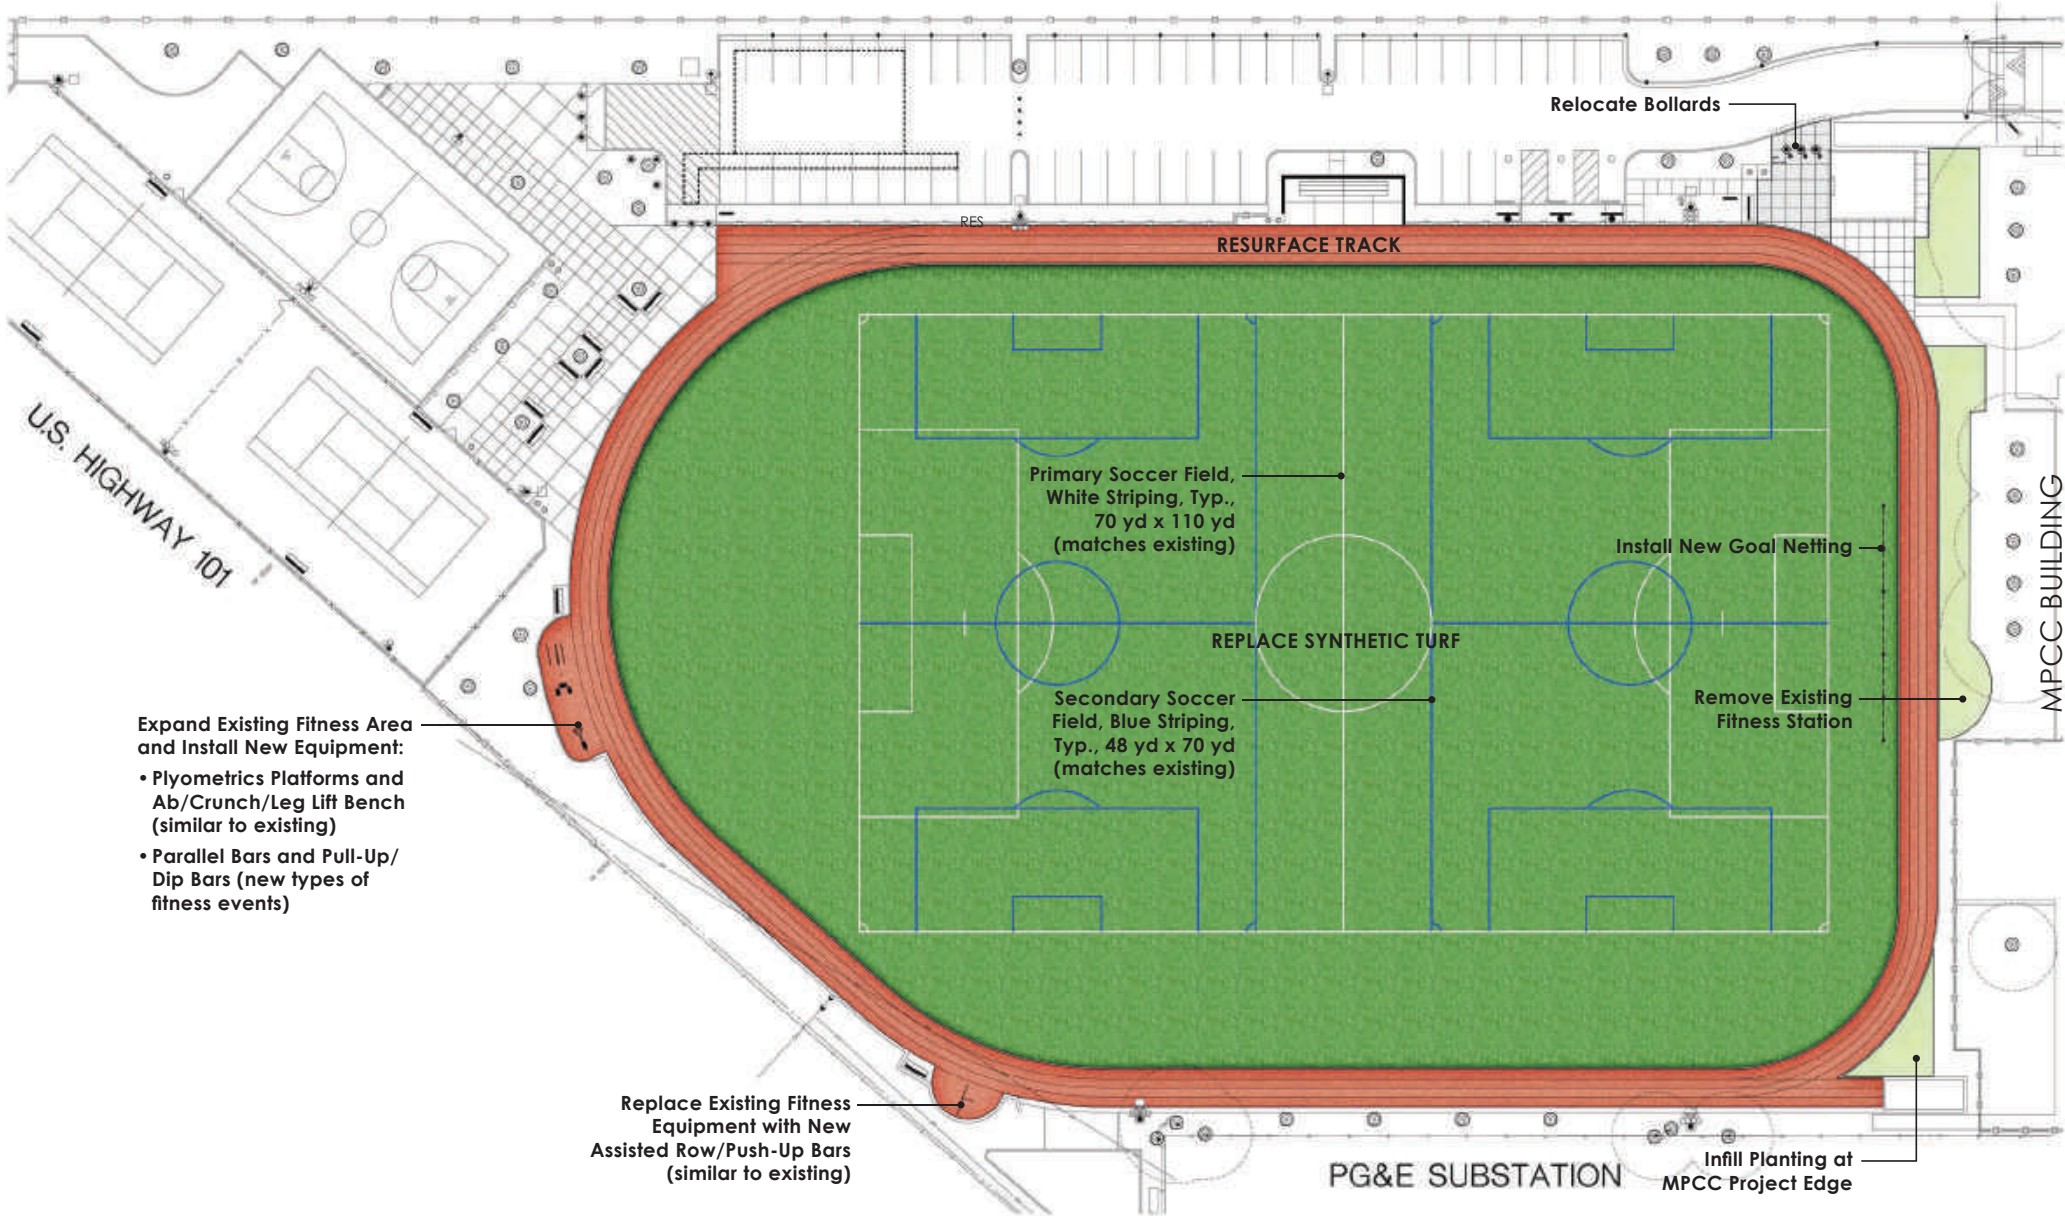 Relocate Bollards
RES
RESURFACE TRACK
U.S. HIGHWAY 101
Primary Soccer Field,
White Striping, Typ.,
70 yd x 110 yd
(matches existing)
Install New Goal Netting
MPCC BUILDING
REPLACE SYNTHETIC TURF
Secondary Soccer
Field, Blue Striping,
Typ., 48 yd x 70 yd
(matches existing)
Remove Existing
Fitness Station
Expand Existing Fitness Area
and Install New Equipment:
• Plyometrics Platforms and
Ab/Crunch/Leg Lift Bench
(similar to existing)
• Parallel Bars and Pull-Up/
Dip Bars (new types of
fitness events)
Replace Existing Fitness
Equipment with New
Assisted Row/Push-Up Bars
(similar to existing)
PG&E SUBSTATION
Infill Planting at
MPCC Project Edge